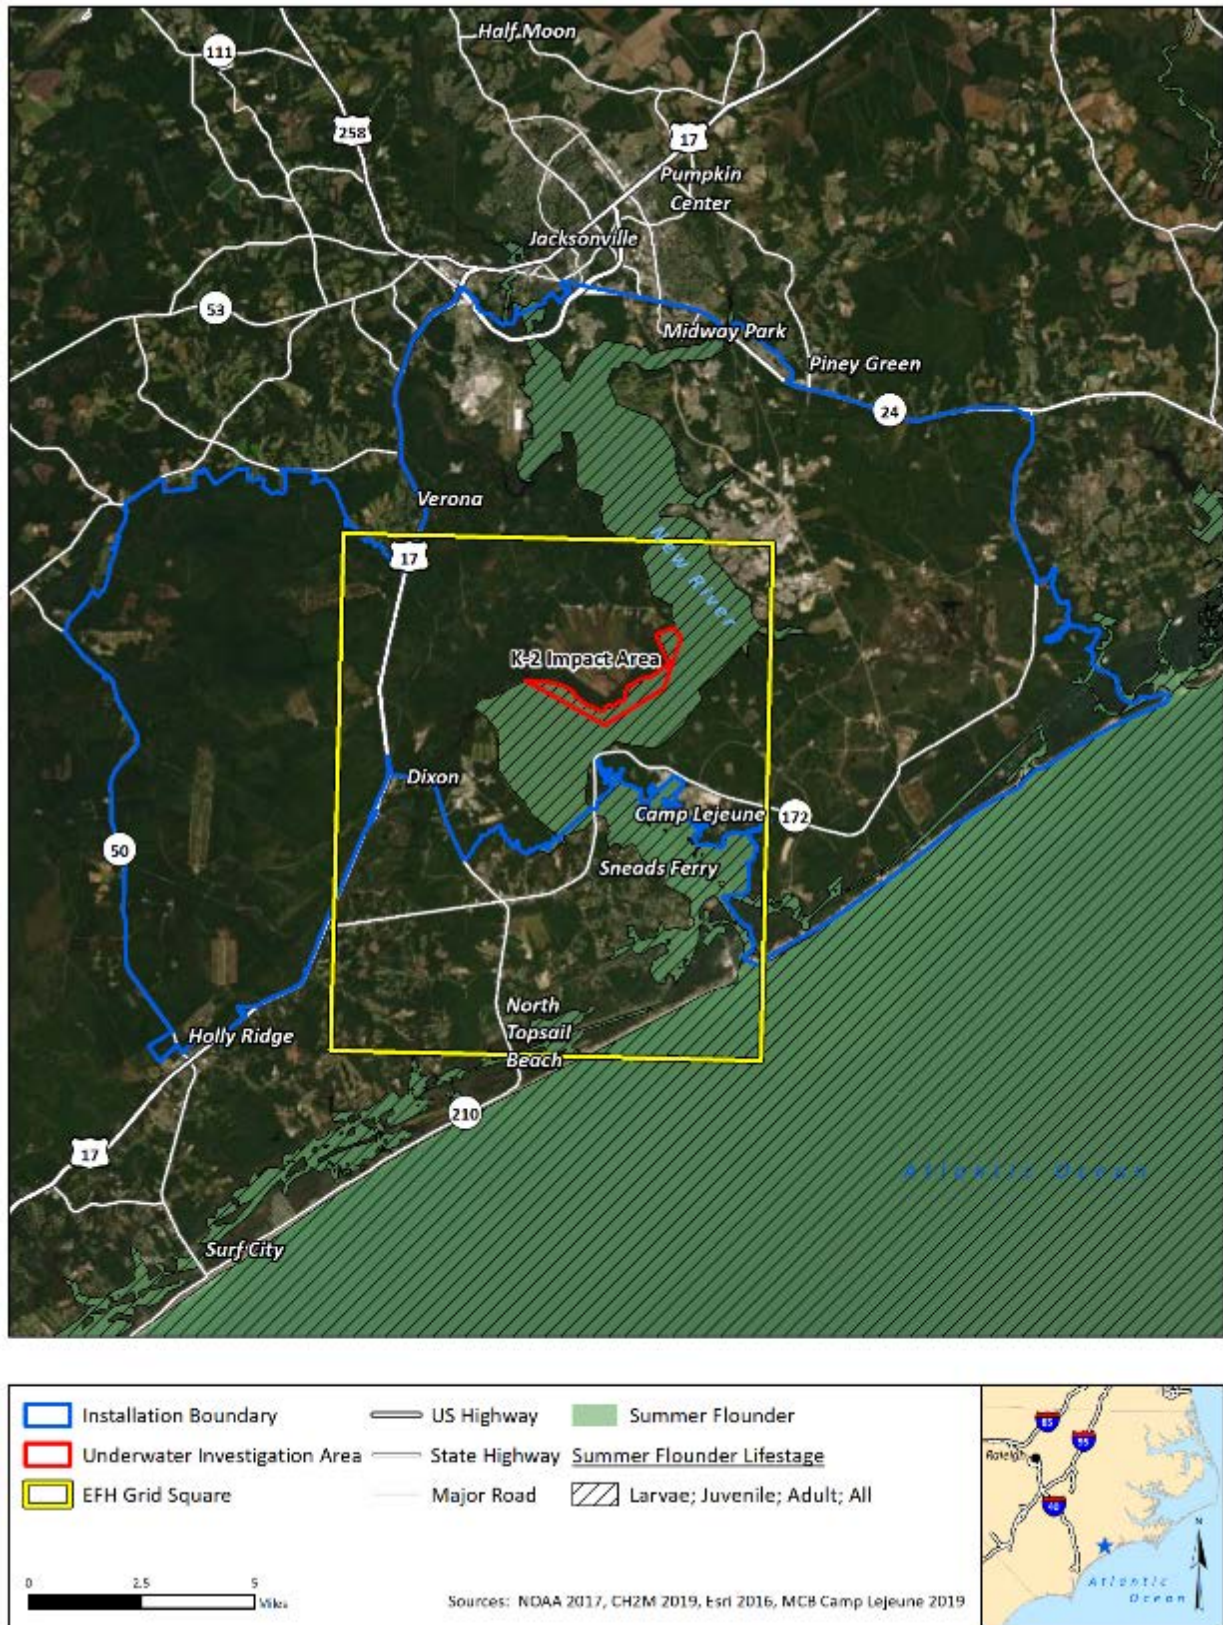 Half Moon
111
258
17
Pumpkin
Center
Jacksonville
53
Midway Park
Piney Green
24
Verona
17
New River
K-2 Impact Area
Dixon
Camp Lejeune
172
50
Sneads Ferry
North
Topsail
Beach
Holly Ridge
210
17
Atlantic Ocean
Surf City
Installation Boundary
US Highway
Summer Flounder
Underwater Investigation Area
State Highway
Summer Flounder Lifestage
EFH Grid Square
Major Road
Larvae; Juvenile; Adult; All
0 2.5 5
Miles
Sources: NOAA 2017, CH2M 2019, Esri 2016, MCB Camp Lejeune 2019
85
95
Raleigh
40
N
Atlantic
Ocean